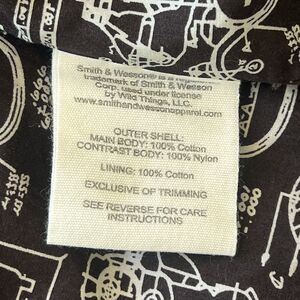 Smith & Wesson® is a
trademark of Smith & Wesson
Corp. used under license
by Wild Things, LLC.
www.smithandwessonapparel.com
OUTER SHELL:
MAIN BODY: 100% Cotton
CONTRAST BODY: 100% Nylon
LINING: 100% Cotton
EXCLUSIVE OF TRIMMING
SEE REVERSE FOR CARE
INSTRUCTIONS